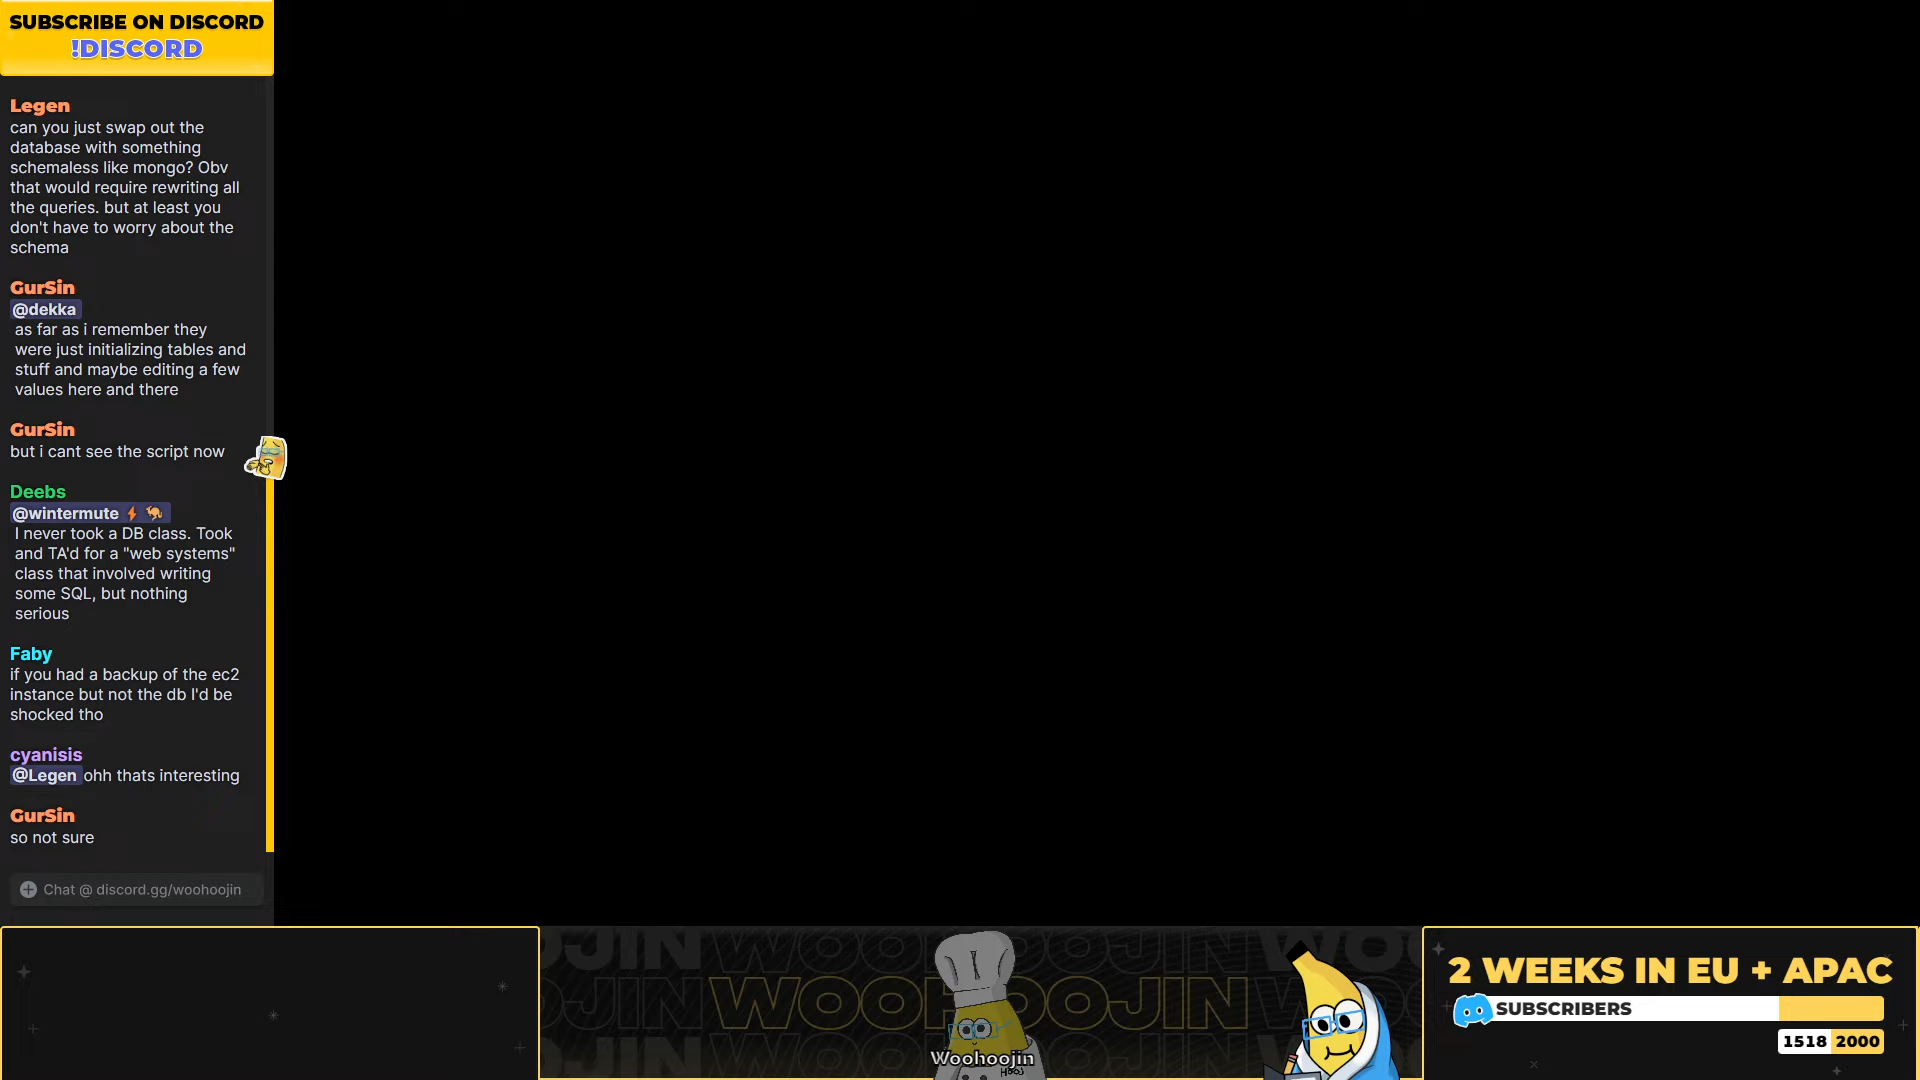 SUBSCRIBE ON DISCORD
!DISCORD
Legen
can you just swap out the
database with something
schemaless like mongo? Obv
that would require rewriting all
the queries. but at least you
don't have to worry about the
schema
GurSin
@dekka
as far as i remember they
were just initializing tables and
stuff and maybe editing a few
values here and there
GurSin
but i cant see the script now
Deebs
@wintermute
I never took a DB class. Took
and TA'd for a "web systems"
class that involved writing
some SQL, but nothing
serious
Faby
if you had a backup of the ec2
instance but not the db I'd be
shocked tho
cyanisis
@Legen ohh thats interesting
GurSin
so not sure
Chat @ discord.gg/woohoojin
OJIN WOOHOOJIN WOO
OJIN WOOHOOJIN WO
OJIN
Woohoojin
2 WEEKS IN EU + APAC
SUBSCRIBERS
1518 2000